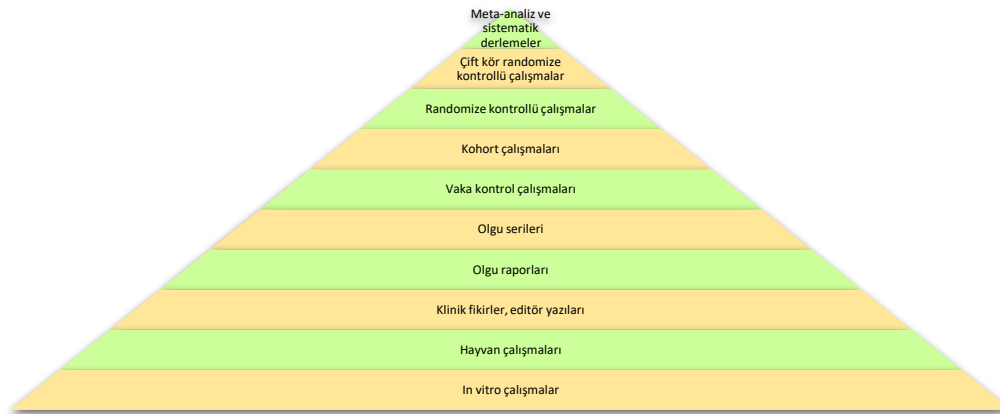 Meta-analiz ve
sistematik
derlemeler
Çift kör randomize
kontrollü çalışmalar
Randomize kontrollü çalışmalar
Kohort çalışmaları
Vaka kontrol çalışmaları
Olgu serileri
Olgu raporları
Klinik fikirler, editör yazıları
Hayvan çalışmaları
In vitro çalışmalar